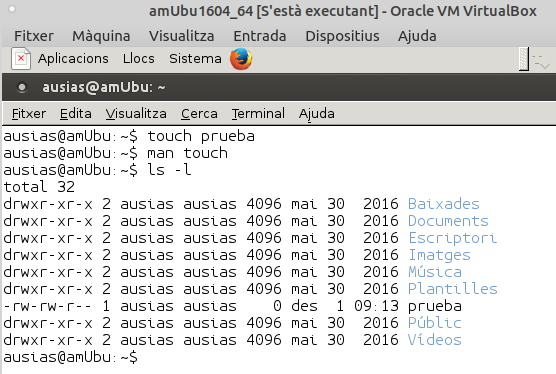 amUbu1604_64 [S'està executant] - Oracle VM VirtualBox
Fitxer Màquina Visualitza Entrada Dispositius Ajuda
Aplicacions Llocs Sistema
ausias@amUbu: ~
Fitxer Edita Visualitza Cerca Terminal Ajuda
ausias@amUbu:~$ touch prueba
ausias@amUbu:~$ man touch
ausias@amUbu:~$ ls -l
total 32
drwxr-xr-x 2 ausias ausias 4096 mai 30  2016 Baixades
drwxr-xr-x 2 ausias ausias 4096 mai 30  2016 Documents
drwxr-xr-x 2 ausias ausias 4096 mai 30  2016 Escriptori
drwxr-xr-x 2 ausias ausias 4096 mai 30  2016 Imatges
drwxr-xr-x 2 ausias ausias 4096 mai 30  2016 Música
drwxr-xr-x 2 ausias ausias 4096 mai 30  2016 Plantilles
-rw-rw-r-- 1 ausias ausias    0 des  1 09:13 prueba
drwxr-xr-x 2 ausias ausias 4096 mai 30  2016 Públic
drwxr-xr-x 2 ausias ausias 4096 mai 30  2016 Vídeos
ausias@amUbu:~$